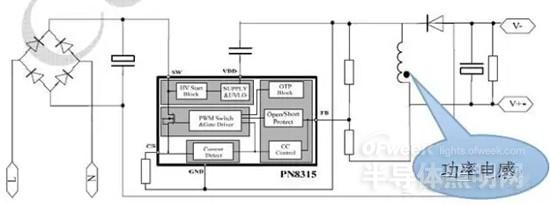 V-
SW
VDD
HV Start
Block
SUPPLY
&UVLO
OTP
Block
PWM Switch
&Gate Driver
Open/Short
Protect
FB
CS
Current
Detect
CC
Control
GND
PN8315
V+
L
N
功率电感
OFweek
lights.ofweek.com
半导体照明网